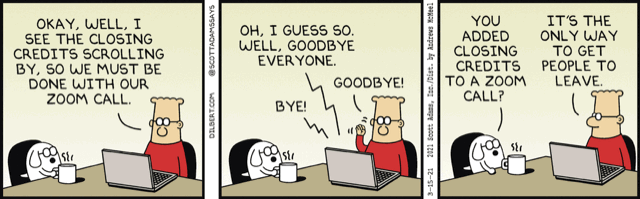 OKAY, WELL, I
SEE THE CLOSING
CREDITS SCROLLING
BY, SO WE MUST BE
DONE WITH OUR
ZOOM CALL.
DILBERT.COM
@SCOTTADAMSSAYS
OH, I GUESS SO.
WELL, GOODBYE
EVERYONE.
GOODBYE!
BYE!
3-15-21 2021 Scott Adams, Inc./Dist. by Andrews McMeel
YOU
ADDED
CLOSING
CREDITS
TO A ZOOM
CALL?
IT'S THE
ONLY WAY
TO GET
PEOPLE TO
LEAVE.